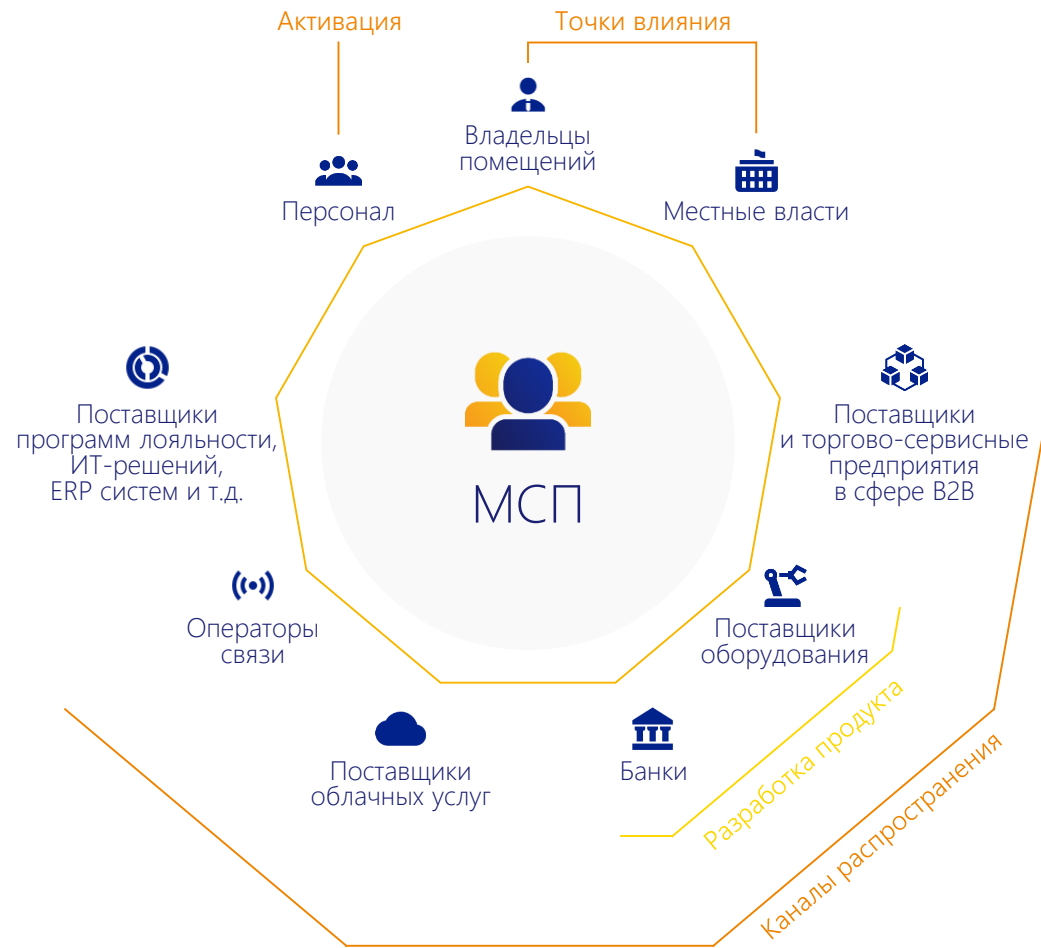 Активация
Точки влияния
Владельцы
помещений
Персонал
Местные власти
Поставщики
программ лояльности,
ИТ-решений,
ERP систем и т.д.
МСП
Поставщики
и торгово-сервисные
предприятия
в сфере B2B
Операторы
связи
Поставщики
оборудования
Поставщики
облачных услуг
Банки
Разработка продукта
Каналы распространения